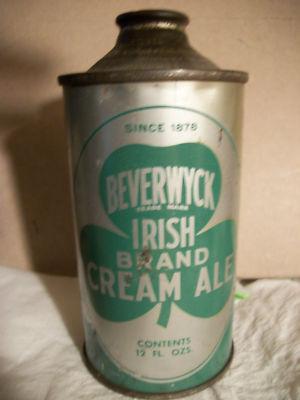 SINCE 1878
BEVERWYCK
TRADE MARK
IRISH
BRAND
CREAM ALE
CONTENTS
12 FL. OZS.